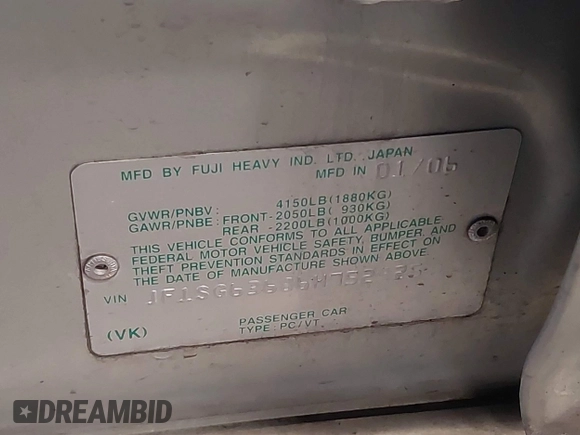 MFD BY FUJI HEAVY IND. LTD. JAPAN
MFD IN 01/06
GVWR/PNBV: 4150LB(1880KG)
GAWR/PNBE: FRONT-2050LB( 930KG)
REAR -2200LB(1000KG)
THIS VEHICLE CONFORMS TO ALL APPLICABLE
FEDERAL MOTOR VEHICLE SAFETY, BUMPER, AND
THEFT PREVENTION STANDARDS IN EFFECT ON
THE DATE OF MANUFACTURE SHOWN ABOVE
VIN
(VK)
PASSENGER CAR
TYPE:PC/VT
DREAMBID